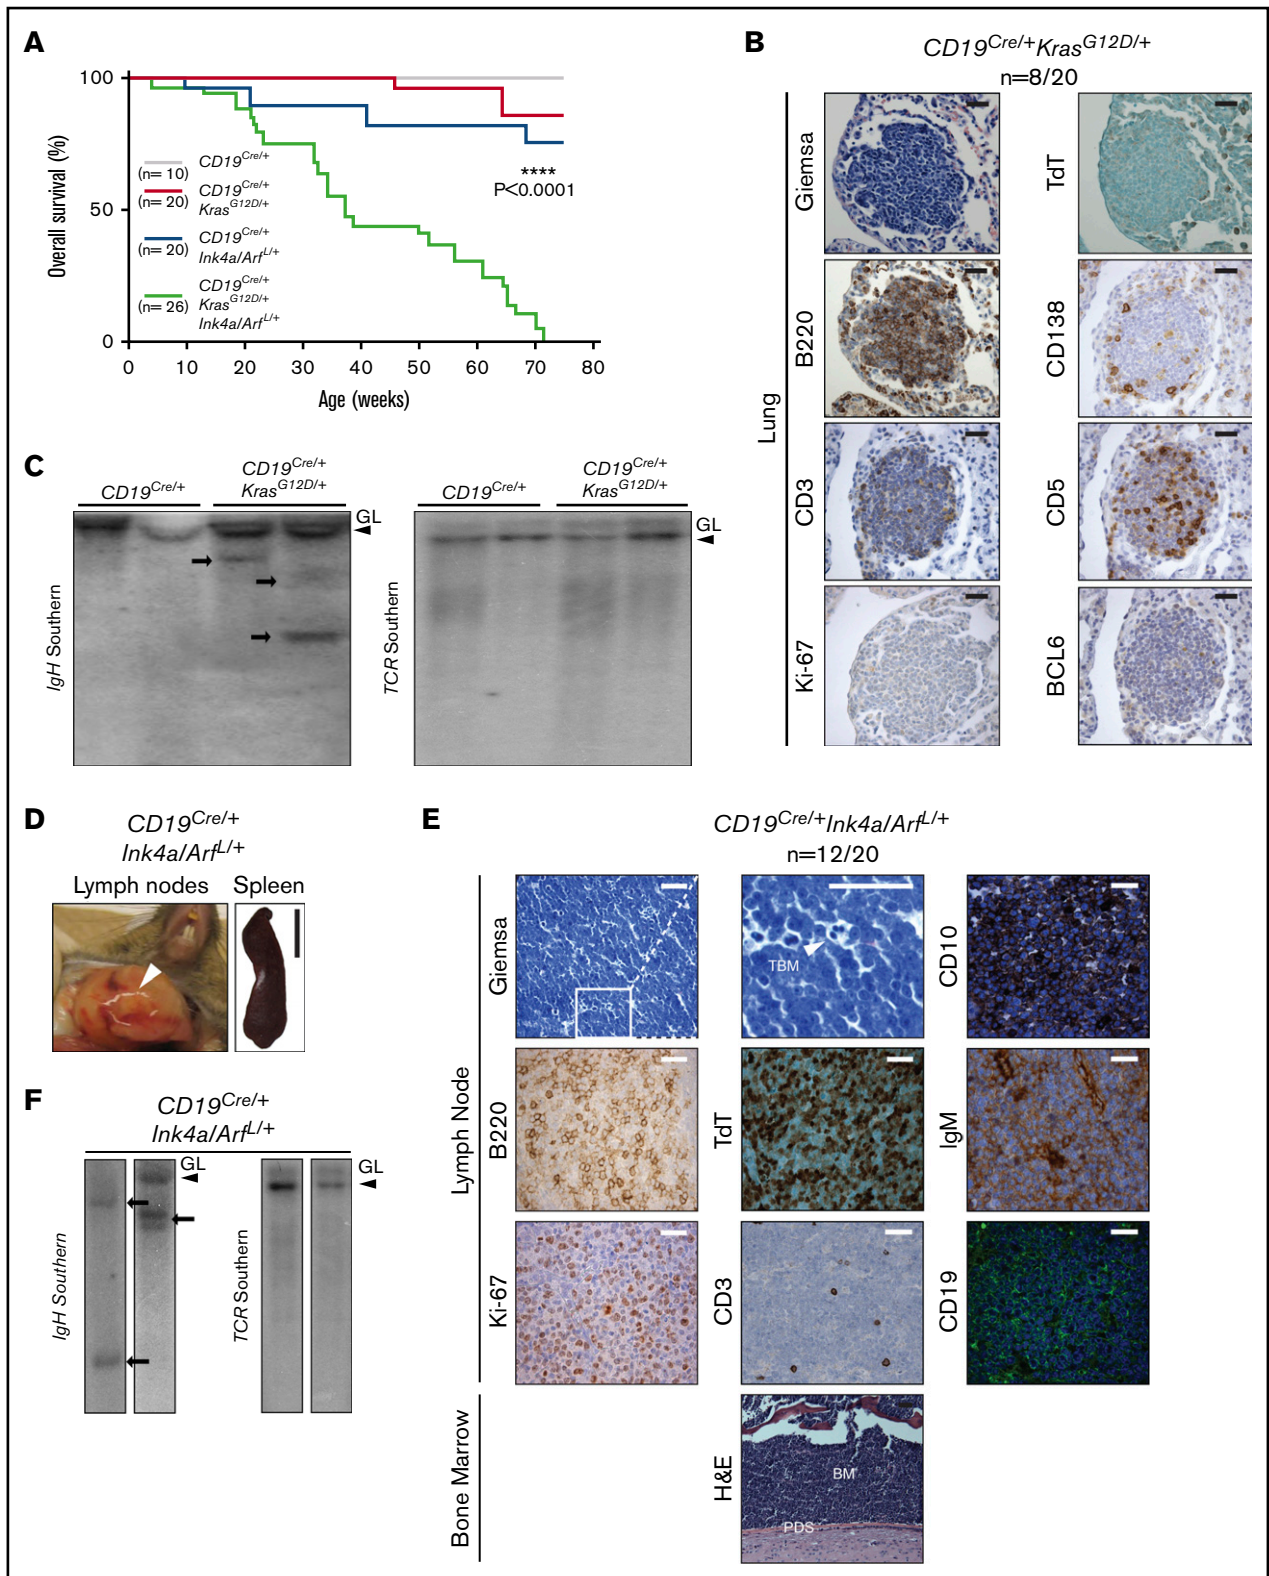 A
100
50
0
Overall survival (%)
0 10 20 30 40 50 60 70 80
Age (weeks)
CD19Cre/+
(n= 10)
CD19Cre/+
KrasG12D/+
(n= 20)
CD19Cre/+
Ink4a/ArfL/+
(n= 20)
CD19Cre/+
KrasG12D/+
Ink4a/ArfL/+
(n= 26)
****
P<0.0001
B
CD19Cre/+KrasG12D/+
n=8/20
Lung
Giemsa
TdT
B220
CD138
CD3
CD5
Ki-67
BCL6
C
CD19Cre/+
CD19Cre/+
KrasG12D/+
GL
IgH Southern
CD19Cre/+
CD19Cre/+
KrasG12D/+
GL
TCR Southern
D
CD19Cre/+
Ink4a/ArfL/+
Lymph nodes
Spleen
E
CD19Cre/+Ink4a/ArfL/+
n=12/20
Lymph Node
Giemsa
TBM
CD10
B220
TdT
IgM
Ki-67
CD3
CD19
Bone Marrow
H&E
BM
PDS
F
CD19Cre/+
Ink4a/ArfL/+
GL
IgH Southern
GL
TCR Southern